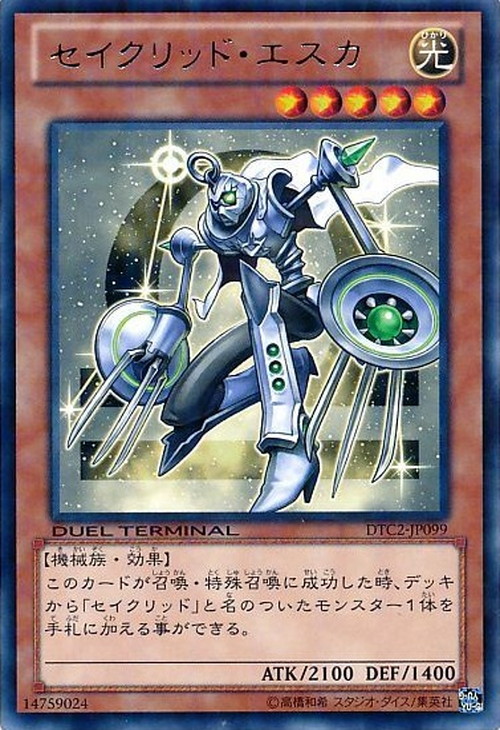 セイクリッド・エスカ
光
DUEL TERMINAL
DTC2-JP099
【機械族・効果】
このカードが召喚・特殊召喚に成功した時、デッキ
から「セイクリッド」と名のついたモンスター1体を
手札に加える事ができる。
ATK/2100 DEF/1400
14759024
©高橋和希 スタジオ・ダイス/集英社